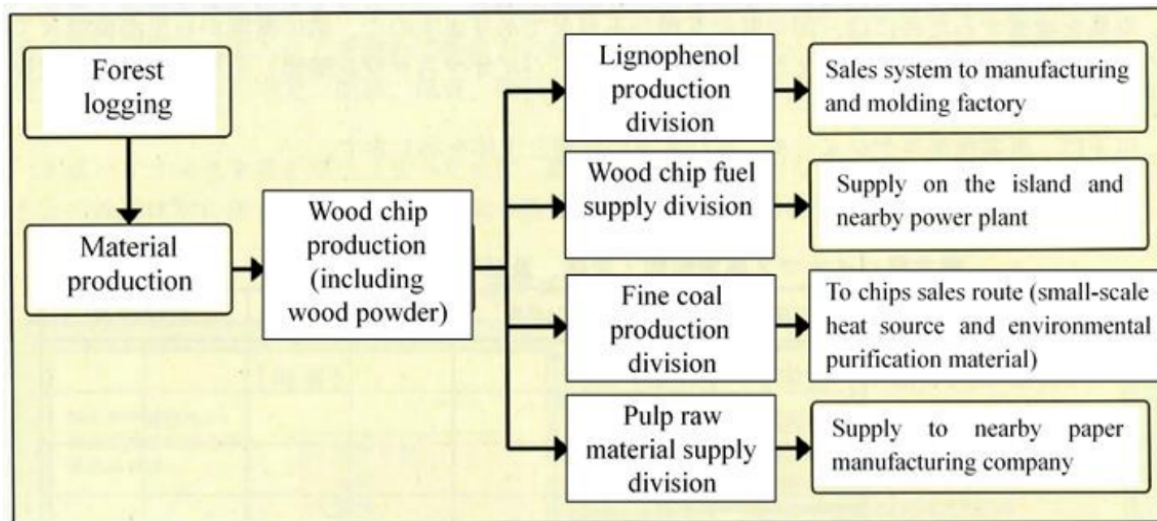 Forest
logging
Material
production
Wood chip
production
(including
wood powder)
Lignophenol
production
division
Sales system to manufacturing
and molding factory
Wood chip fuel
supply division
Supply on the island and
nearby power plant
Fine coal
production
division
To chips sales route (small-scale
heat source and environmental
purification material)
Pulp raw
material supply
division
Supply to nearby paper
manufacturing company